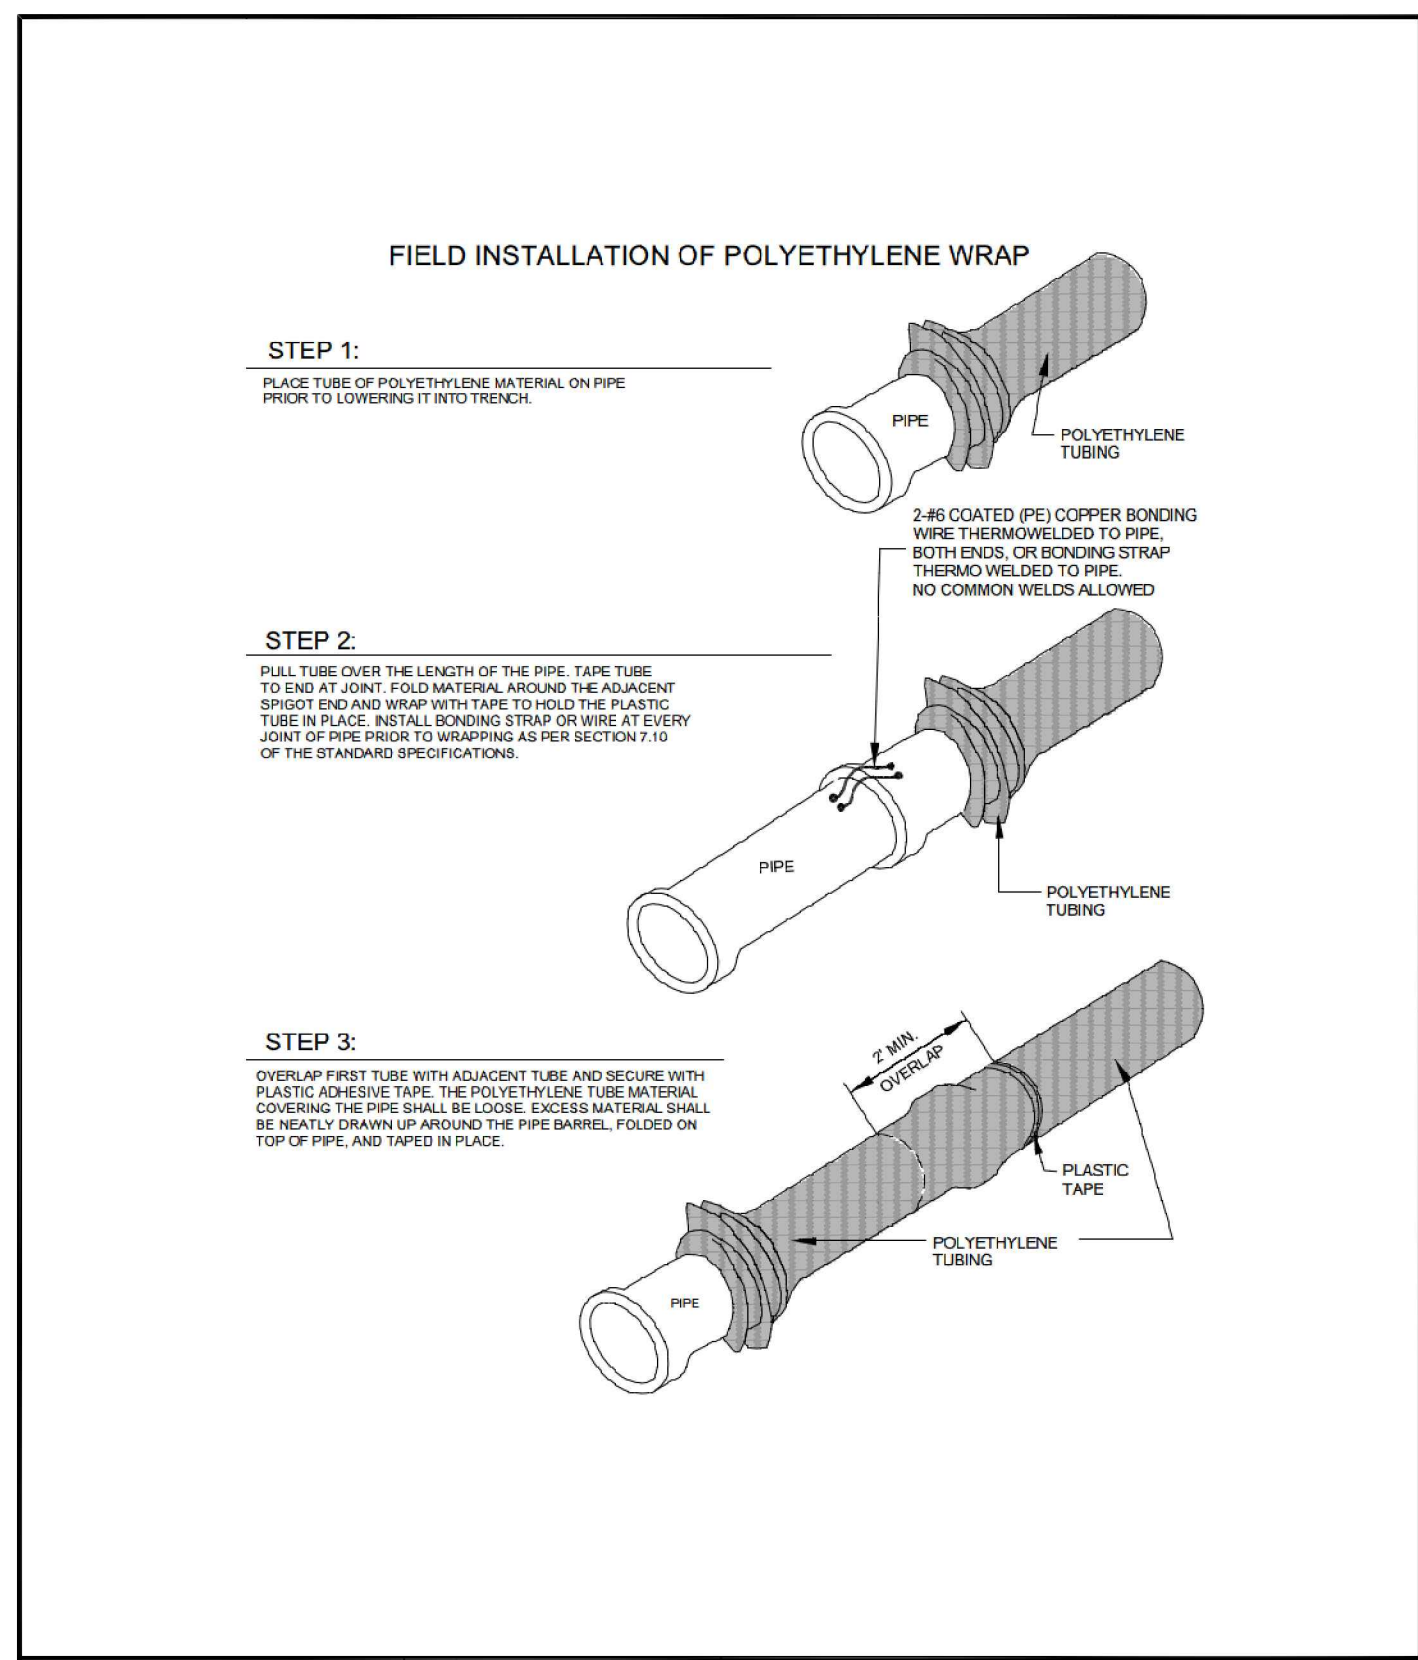 FIELD INSTALLATION OF POLYETHYLENE WRAP
STEP 1:
PLACE TUBE OF POLYETHYLENE MATERIAL ON PIPE
PRIOR TO LOWERING IT INTO TRENCH.
PIPE
POLYETHYLENE
TUBING
2-#6 COATED (PE) COPPER BONDING
WIRE THERMOWELDED TO PIPE,
BOTH ENDS, OR BONDING STRAP
THERMO WELDED TO PIPE.
NO COMMON WELDS ALLOWED
STEP 2:
PULL TUBE OVER THE LENGTH OF THE PIPE. TAPE TUBE
TO END AT JOINT. FOLD MATERIAL AROUND THE ADJACENT
SPIGOT END AND WRAP WITH TAPE TO HOLD THE PLASTIC
TUBE IN PLACE. INSTALL BONDING STRAP OR WIRE AT EVERY
JOINT OF PIPE PRIOR TO WRAPPING AS PER SECTION 7.10
OF THE STANDARD SPECIFICATIONS.
PIPE
POLYETHYLENE
TUBING
STEP 3:
OVERLAP FIRST TUBE WITH ADJACENT TUBE AND SECURE WITH
PLASTIC ADHESIVE TAPE. THE POLYETHYLENE TUBE MATERIAL
COVERING THE PIPE SHALL BE LOOSE. EXCESS MATERIAL SHALL
BE NEATLY DRAWN UP AROUND THE PIPE BARREL, FOLDED ON
TOP OF PIPE, AND TAPED IN PLACE.
2' MIN.
OVERLAP
PLASTIC
TAPE
POLYETHYLENE
TUBING
PIPE